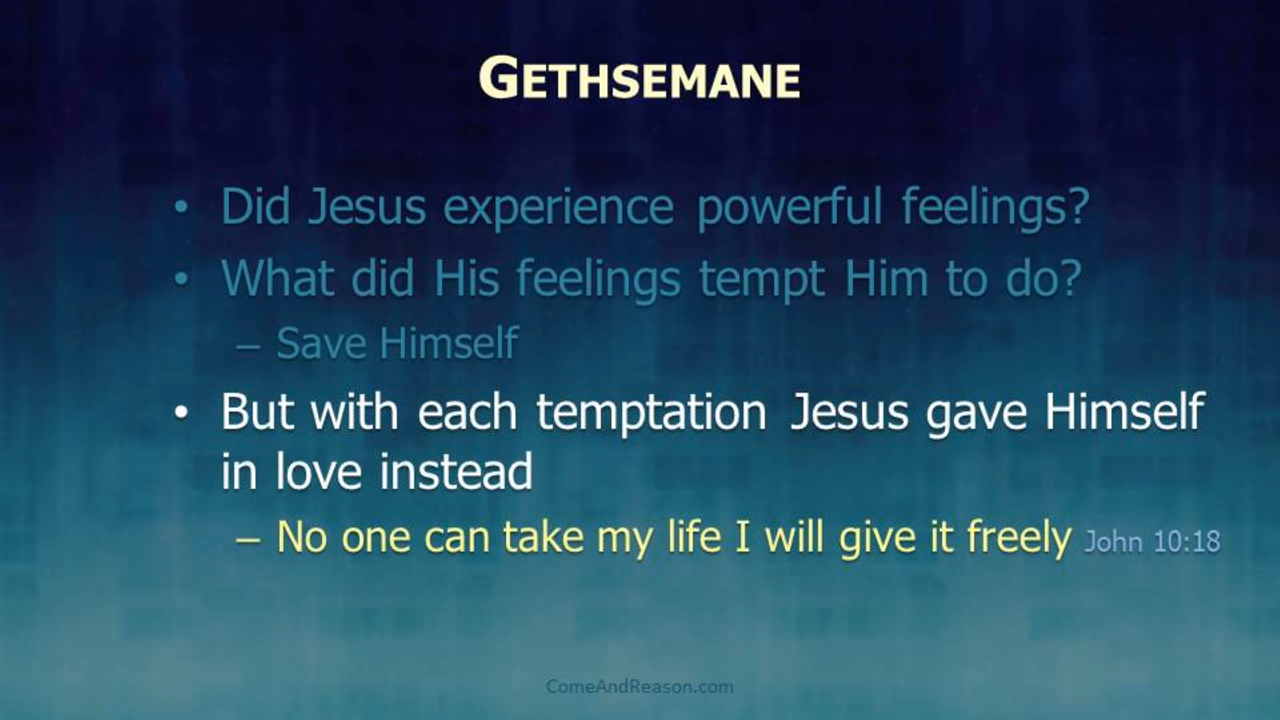 GETHSEMANE
• Did Jesus experience powerful feelings?
• What did His feelings tempt Him to do?
– Save Himself
• But with each temptation Jesus gave Himself
in love instead
– No one can take my life I will give it freely John 10:18
ComeAndReason.com